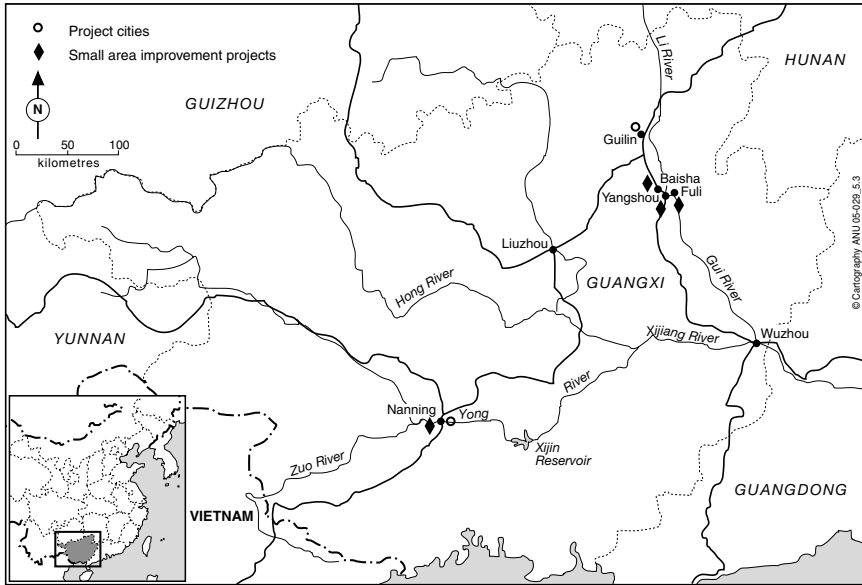 Project cities
Small area improvement projects
N
0 50 100
kilometres
GUIZHOU
HUNAN
Li River
Guilin
Baisha
Fuli
Yangshou
Liuzhou
GUANGXI
Gui River
Hong River
YUNNAN
Xijiang River
Wuzhou
River
Nanning
Yong
Xijin
Reservoir
Zuo River
VIETNAM
GUANGDONG
© Cartography ANU 05-029_5.3